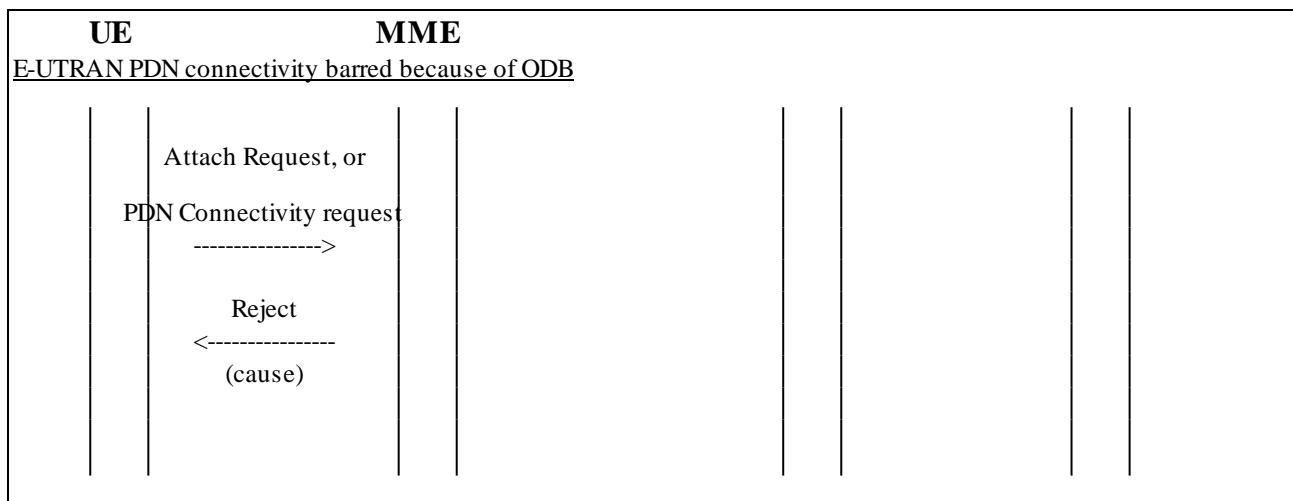 UE MME
E-UTRAN PDN connectivity barred because of ODB
Attach Request, or
PDN Connectivity request
---------------->
Reject
<----------------
(cause)